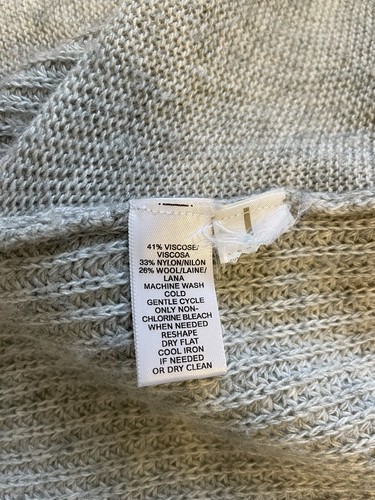 41% VISCOSE/
VISCOSA
33% NYLON/NILÓN
26% WOOL/LAINE/
LANA
MACHINE WASH
COLD
GENTLE CYCLE
ONLY NON-
CHLORINE BLEACH
WHEN NEEDED
RESHAPE
DRY FLAT
COOL IRON
IF NEEDED
OR DRY CLEAN